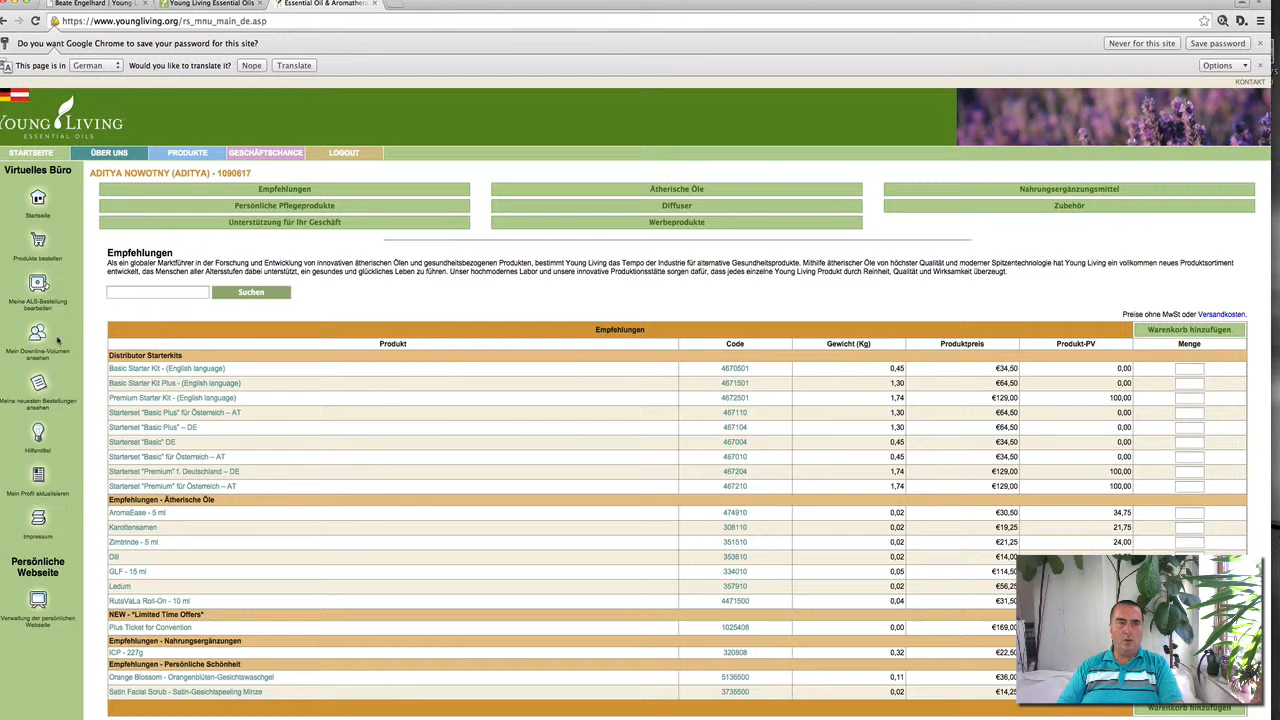 Beate Engelhard | Young L
Young Living Essential Oils
Essential Oil & Aromathera
https://www.youngliving.org/rs_mnu_main_de.asp
Do you want Google Chrome to save your password for this site?
Never for this site
Save password
This page is in
German
Would you like to translate it?
Nope
Translate
Options
KONTAKT
YOUNG LIVING
ESSENTIAL OILS
STARTSEITE
ÜBER UNS
PRODUKTE
GESCHÄFTSCHANCE
LOGOUT
Virtuelles Büro
Startseite
Produkte bestellen
Meine ALS-Bestellung
bearbeiten
Mein Downline-Volumen
ansehen
Meine neuesten Bestellungen
ansehen
Hilfsmittel
Mein Profil aktualisieren
Impressum
Persönliche
Webseite
Verwaltung der persönlichen
Webseite
ADITYA NOWOTNY (ADITYA) - 1090617
Empfehlungen
Ätherische Öle
Nahrungsergänzungsmittel
Persönliche Pflegeprodukte
Diffuser
Zubehör
Unterstützung für Ihr Geschäft
Werbeprodukte
Empfehlungen
Als ein globaler Marktführer in der Forschung und Entwicklung von innovativen ätherischen Ölen und gesundheitsbezogenen Produkten, bestimmt Young Living das Tempo der Industrie für alternative Gesundheitsprodukte. Mithilfe ätherischer Öle von höchster Qualität und moderner Spitzentechnologie hat Young Living ein vollkommen neues Produktsortiment
entwickelt, das Menschen aller Altersstufen dabei unterstützt, ein gesundes und glückliches Leben zu führen. Unser hochmodernes Labor und unsere innovative Produktionsstätte sorgen dafür, dass jedes einzelne Young Living Produkt durch Reinheit, Qualität und Wirksamkeit überzeugt.
Suchen
Preise ohne MwSt oder Versandkosten.
Empfehlungen
Warenkorb hinzufügen
Produkt Code Gewicht (Kg) Produktpreis Produkt-PV Menge
Distributor Starterkits
Basic Starter Kit - (English language) 4670501 0,45 €34,50 0,00
Basic Starter Kit Plus - (English language) 4671501 1,30 €64,50 0,00
Premium Starter Kit - (English language) 4672501 1,74 €129,00 100,00
Starterset "Basic Plus" für Österreich – AT 467110 1,30 €64,50 0,00
Starterset "Basic Plus" – DE 467104 1,30 €64,50 0,00
Starterset "Basic" DE 467004 0,45 €34,50 0,00
Starterset "Basic" für Österreich – AT 467010 0,45 €34,50 0,00
Starterset "Premium" f. Deutschland – DE 467204 1,74 €129,00 100,00
Starterset "Premium" für Österreich – AT 467210 1,74 €129,00 100,00
Empfehlungen - Ätherische Öle
AromaEase - 5 ml 474910 0,02 €30,50 34,75
Karottensamen 308110 0,02 €19,25 21,75
Zimtrinde - 5 ml 351510 0,02 €21,25 24,00
Dill 353610 0,02 €14,00
GLF - 15 ml 334010 0,05 €114,50
Ledum 357910 0,02 €56,25
RutaVaLa Roll-On - 10 ml 4471500 0,04 €31,50
NEW - *Limited Time Offers*
Plus Ticket for Convention 1025408 0,00 €169,00
Empfehlungen - Nahrungsergänzungen
ICP - 227g 320808 0,32 €22,50
Empfehlungen - Persönliche Schönheit
Orange Blossom - Orangenblüten-Gesichtswaschgel 5136500 0,11 €36,00
Satin Facial Scrub - Satin-Gesichtspeeling Minze 3735500 0,02 €14,25
Warenkorb hinzufügen